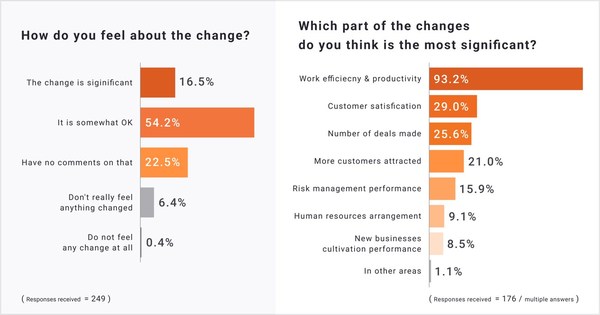 How do you feel about the change?
The change is siginificant
16.5%
It is somewhat OK
54.2%
Have no comments on that
22.5%
Don't really feel
anything changed
6.4%
Do not feel
any change at all
0.4%
( Responses received = 249 )
Which part of the changes
do you think is the most significant?
Work efficiecny & productivity
93.2%
Customer satisfication
29.0%
Number of deals made
25.6%
More customers attracted
21.0%
Risk management performance
15.9%
Human resources arrangement
9.1%
New businesses
cultivation performance
8.5%
In other areas
1.1%
( Responses received = 176 / multiple answers )